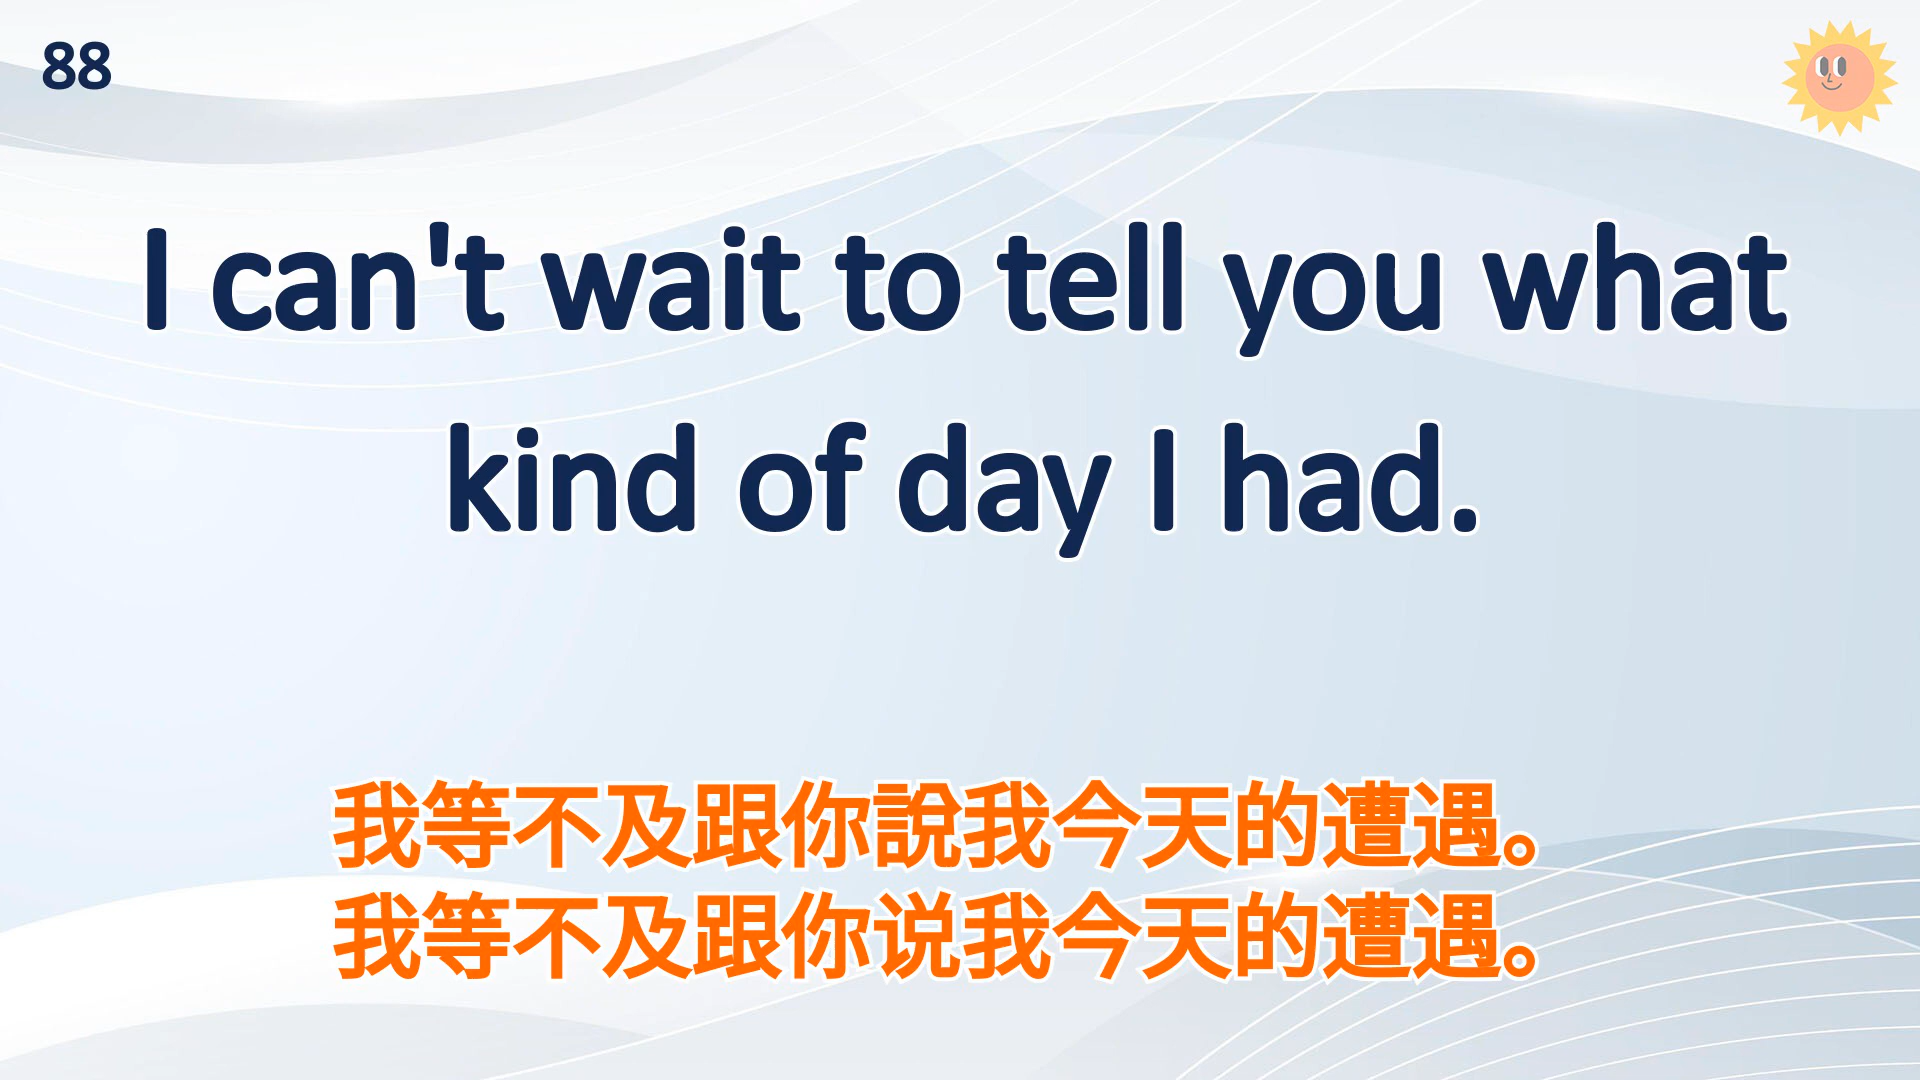 88
I can't wait to tell you what
kind of day I had.
我等不及跟你說我今天的遭遇。
我等不及跟你说我今天的遭遇。